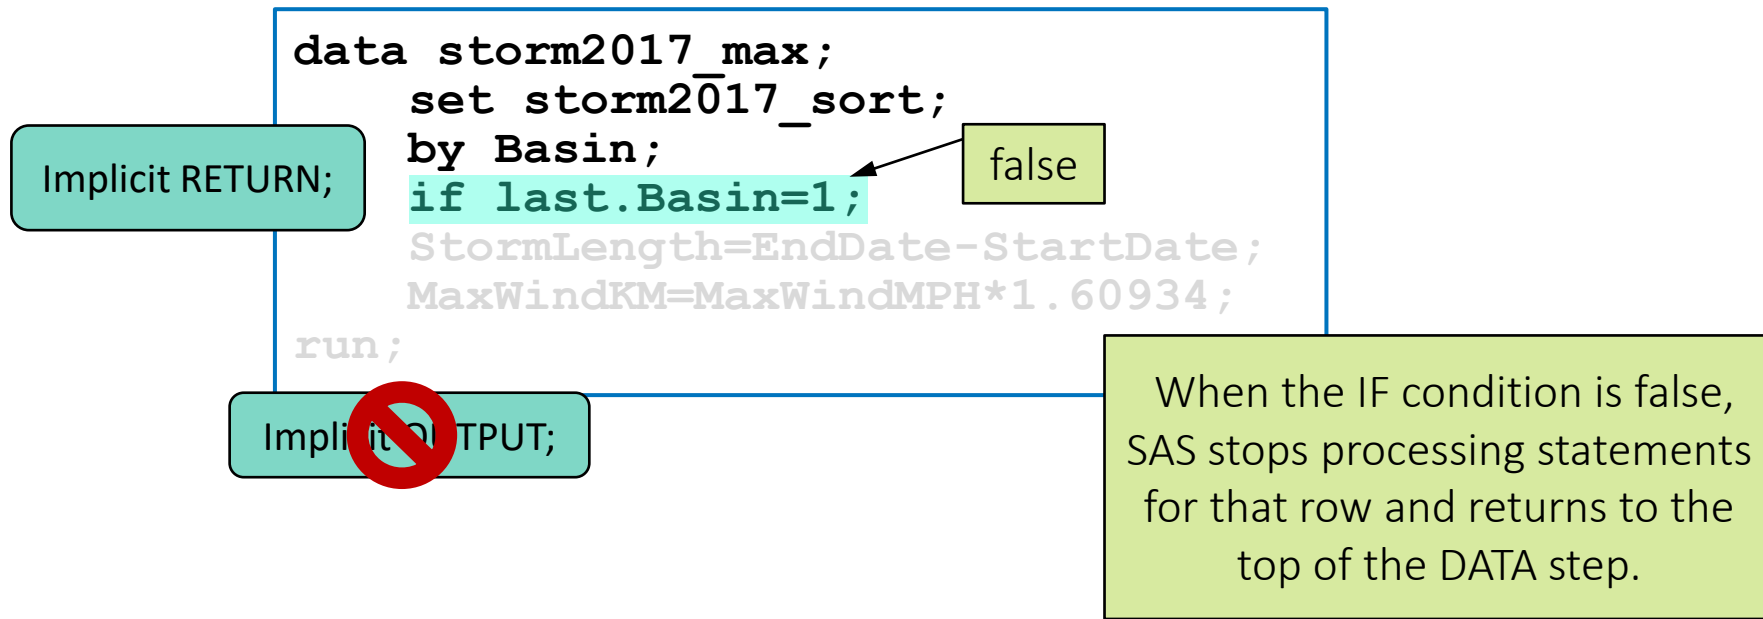 data storm2017_max;
set storm2017_sort;
by Basin;
if last.Basin=1;
StormLength=EndDate-StartDate;
MaxWindKM=MaxWindMPH*1.60934;
run;
Implicit RETURN;
false
Implicit OUTPUT;
When the IF condition is false,
SAS stops processing statements
for that row and returns to the
top of the DATA step.